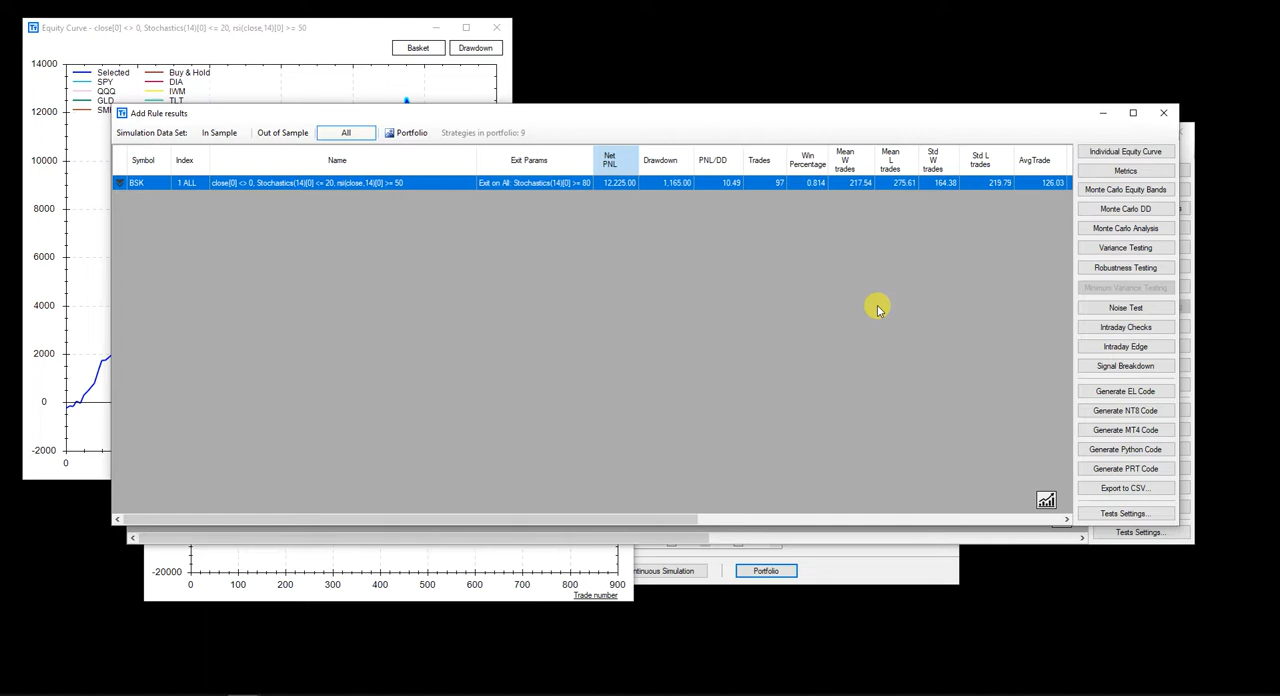 Equity Curve - close[0] <> 0, Stochastics(14)[0] <= 20, rsi(close,14)[0] >= 50
Basket
Drawdown
14000
Selected
Buy & Hold
SPY
DIA
QQQ
IWM
GLD
TLT
12000
10000
8000
6000
4000
2000
0
-2000
0
Add Rule results
Simulation Data Set:
In Sample
Out of Sample
All
Portfolio
Strategies in portfolio: 9
Symbol
Index
Name
Exit Params
Net PNL
Drawdown
PNL/DD
Trades
Win Percentage
Mean W trades
Mean L trades
Std W trades
Std L trades
AvgTrade
BSK
1 ALL
close[0] <> 0, Stochastics(14)[0] <= 20, rsi(close,14)[0] >= 50
Exit on All: Stochastics(14)[0] >= 80
12,225.00
1,165.00
10.49
97
0.814
217.54
275.61
164.38
219.79
126.03
Individual Equity Curve
Metrics
Monte Carlo Equity Bands
Monte Carlo DD
Monte Carlo Analysis
Variance Testing
Robustness Testing
Minimum Variance Testing
Noise Test
Intraday Checks
Intraday Edge
Signal Breakdown
Generate EL Code
Generate NT8 Code
Generate MT4 Code
Generate Python Code
Generate PRT Code
Export to CSV...
Tests Settings...
Tests Settings...
-20000
0
100
200
300
400
500
600
700
800
900
Trade number
Continuous Simulation
Portfolio